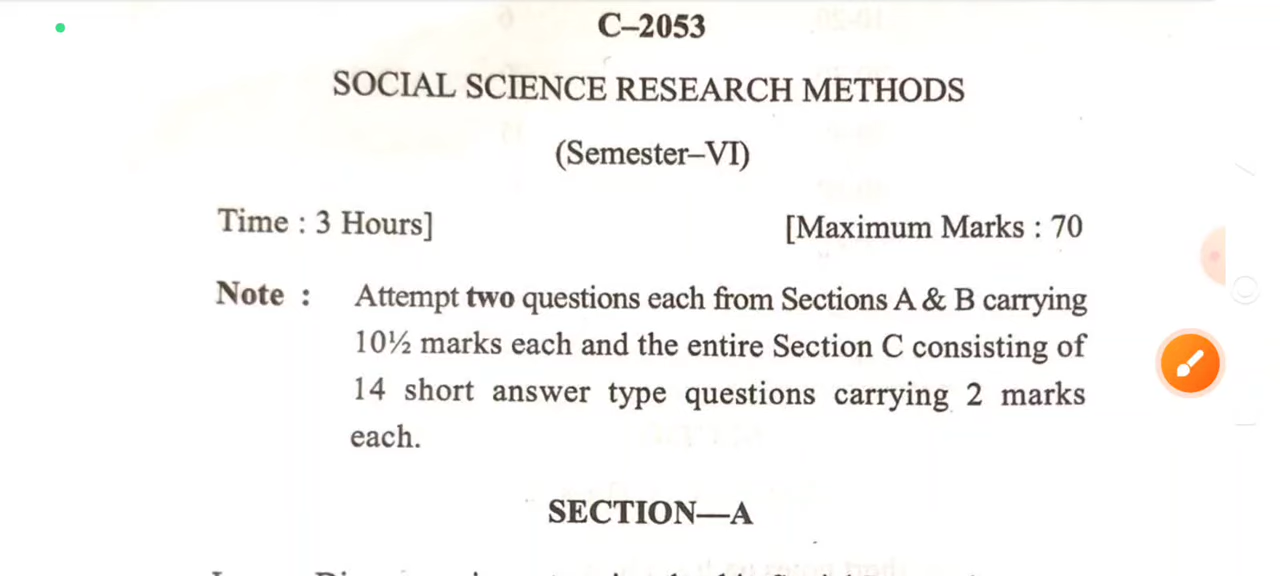 C–2053
SOCIAL SCIENCE RESEARCH METHODS
(Semester–VI)
Time : 3 Hours] [Maximum Marks : 70
Note : Attempt two questions each from Sections A & B carrying
10½ marks each and the entire Section C consisting of
14 short answer type questions carrying 2 marks
each.
SECTION—A